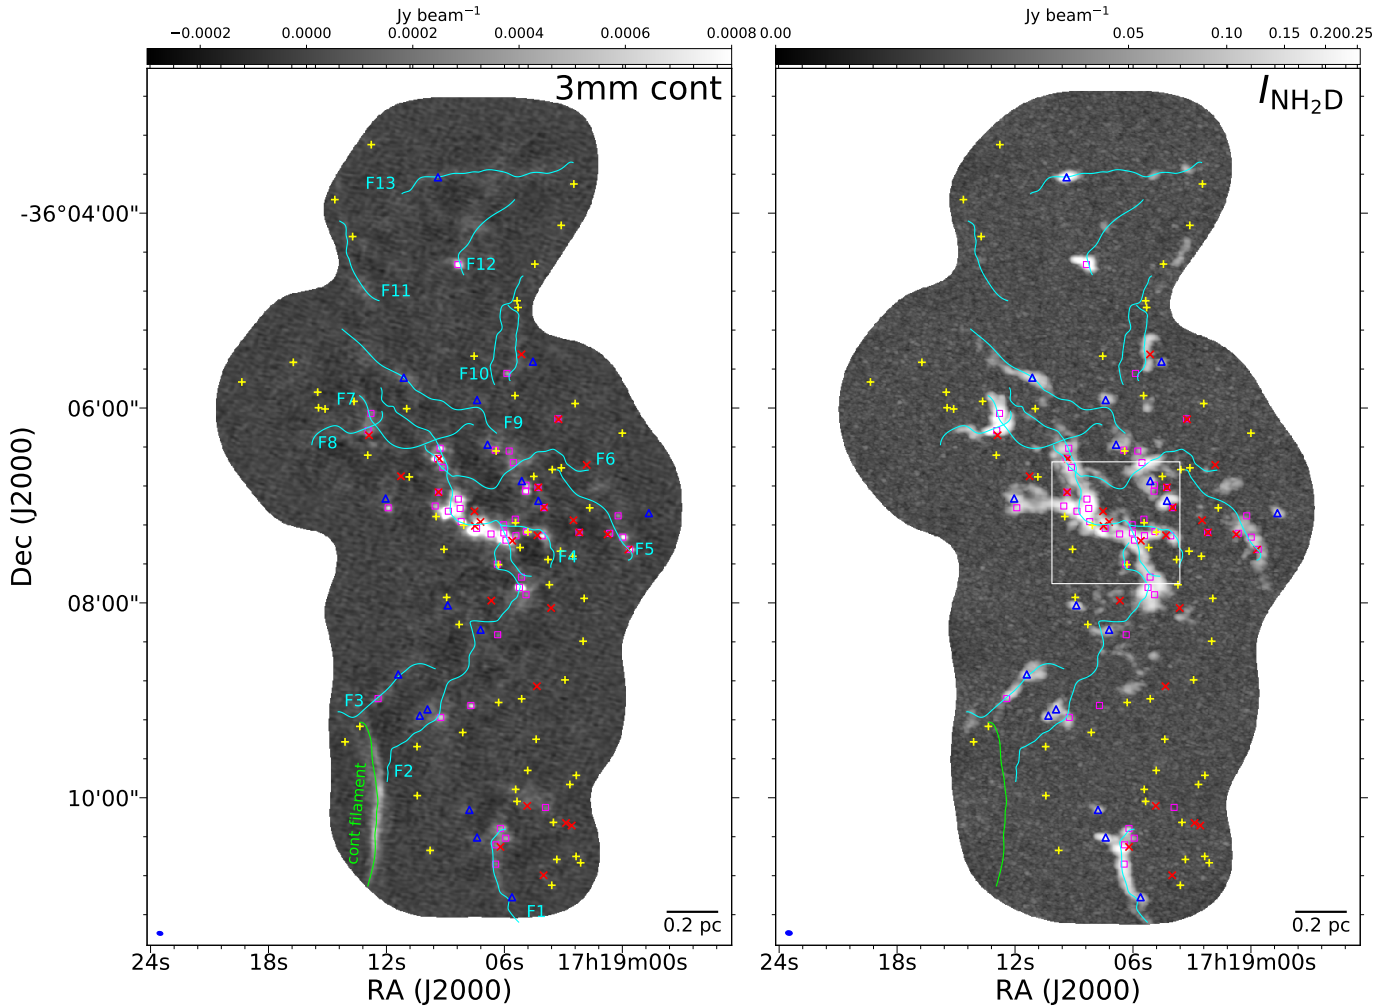 Jy beam⁻¹
−0.0002 0.0000 0.0002 0.0004 0.0006 0.0008
Jy beam⁻¹
0.00 0.05 0.10 0.15 0.20 0.25
3mm cont
I_NH₂D
F13
F12
F11
F10
F9
F7
F8
F6
F5
F4
F3
F2
cont filament
F1
0.2 pc
0.2 pc
-36°04'00"
06'00"
08'00"
10'00"
Dec (J2000)
24s 18s 12s 06s 17h19m00s
RA (J2000)
24s 18s 12s 06s 17h19m00s
RA (J2000)